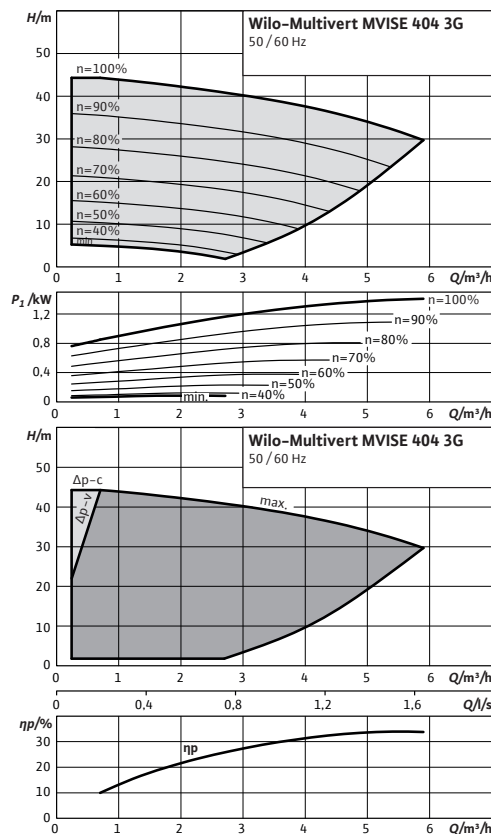 H/m
Wilo-Multivert MVISE 404 3G
50 / 60 Hz
50
n=100%
40
n=90%
30
n=80%
n=70%
20
n=60%
n=50%
10
n=40%
min.
0
0 1 2 3 4 5 6 Q/m³/h
P₁ /kW
n=100%
1,2
n=90%
0,8
n=80%
n=70%
0,4
n=60%
n=50%
min. n=40%
0
0 1 2 3 4 5 6 Q/m³/h
H/m
Wilo-Multivert MVISE 404 3G
50 / 60 Hz
50
Δp-c
Δp-v
max.
40
30
20
10
0
0 1 2 3 4 5 6 Q/m³/h
0 0,4 0,8 1,2 1,6 Q/l/s
ηp/%
ηp
30
20
10
0
0 1 2 3 4 5 6 Q/m³/h